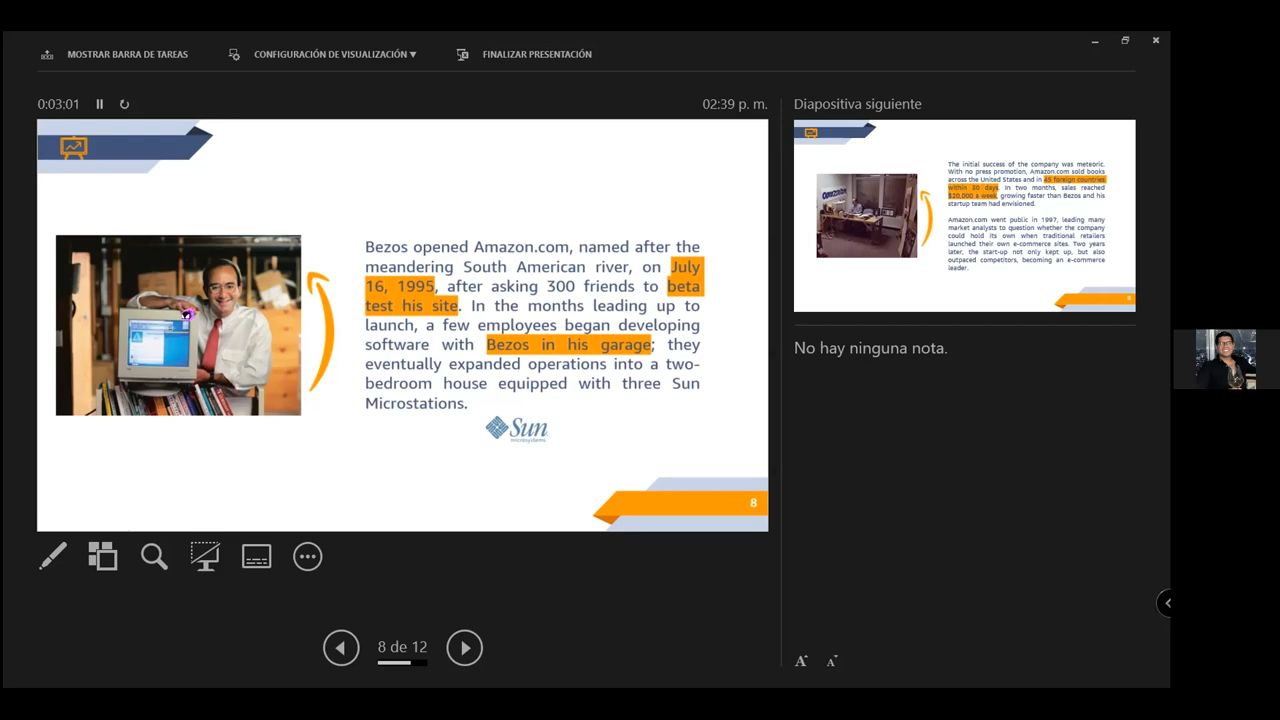 MOSTRAR BARRA DE TAREAS
CONFIGURACIÓN DE VISUALIZACIÓN ▼
FINALIZAR PRESENTACIÓN
0:03:01
02:39 p. m.
Bezos opened Amazon.com, named after the
meandering South American river, on July
16, 1995, after asking 300 friends to beta
test his site. In the months leading up to
launch, a few employees began developing
software with Bezos in his garage; they
eventually expanded operations into a two-
bedroom house equipped with three Sun
Microstations.
Sun
microsystems
8
8 de 12
Diapositiva siguiente
The initial success of the company was meteoric.
With no press promotion, Amazon.com sold books
across the United States and in 45 foreign countries
within 30 days. In two months, sales reached
$20,000 a week, growing faster than Bezos and his
startup team had envisioned.
Amazon.com went public in 1997, leading many
market analysts to question whether the company
could hold its own when traditional retailers
launched their own e-commerce sites. Two years
later, the start-up not only kept up, but also
outpaced competitors, becoming an e-commerce
leader.
9
No hay ninguna nota.
A A